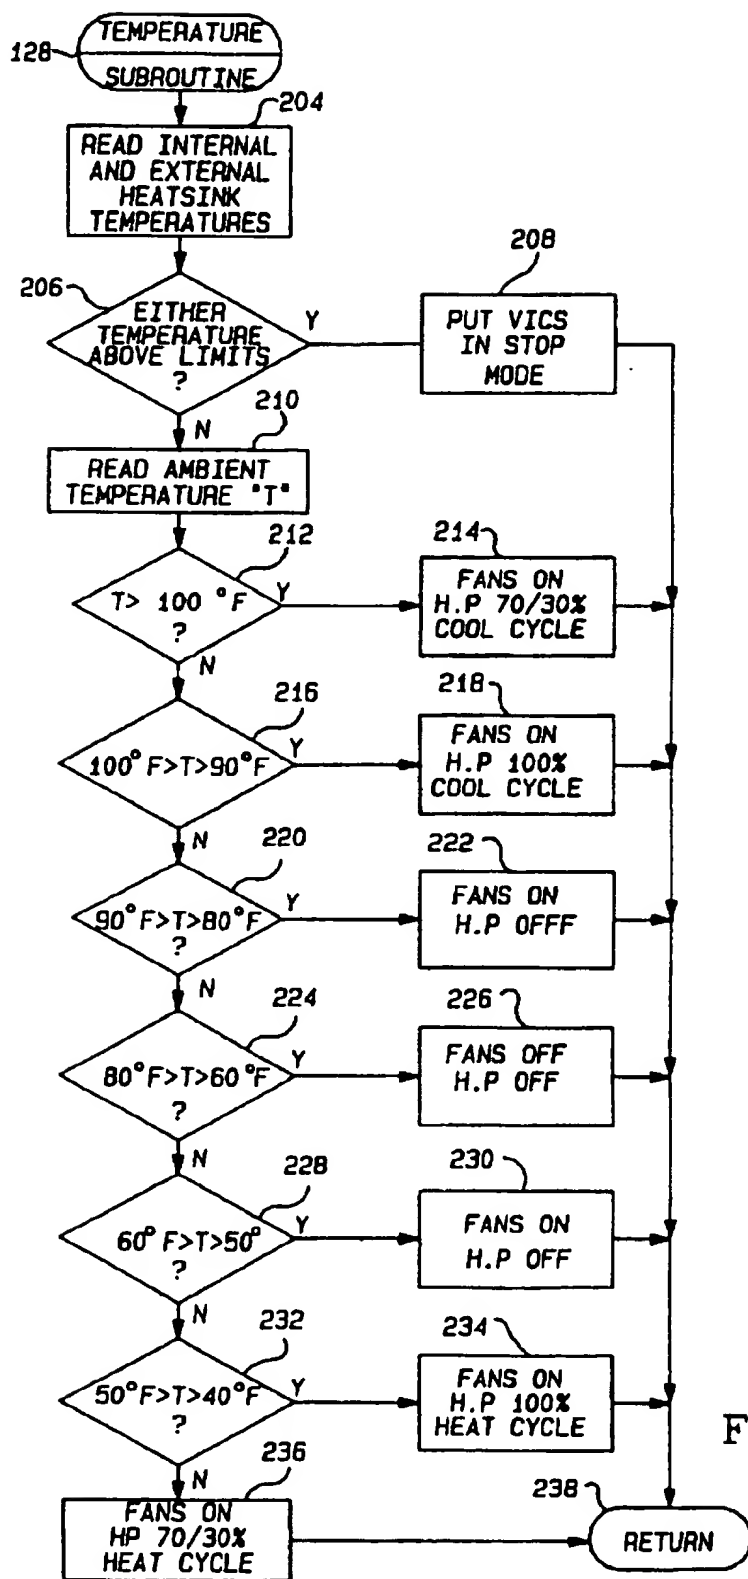 TEMPERATURE
128
SUBROUTINE
204
READ INTERNAL
AND EXTERNAL
HEATSINK
TEMPERATURES
206
EITHER
TEMPERATURE
ABOVE LIMITS
?
Y
208
PUT VICS
IN STOP
MODE
N
210
READ AMBIENT
TEMPERATURE "T"
212
T> 100 °F
?
Y
214
FANS ON
H.P 70/30%
COOL CYCLE
N
216
100°F>T>90°F
Y
218
FANS ON
H.P 100%
COOL CYCLE
N
220
90°F>T>80°F
?
Y
222
FANS ON
H.P OFFF
N
224
80°F>T>60°F
?
Y
226
FANS OFF
H.P OFF
N
228
60°F>T>50°
?
Y
230
FANS ON
H.P OFF
N
232
50°F>T>40°F
?
Y
234
FANS ON
H.P 100%
HEAT CYCLE
N
236
FANS ON
HP 70/30%
HEAT CYCLE
238
RETURN
F